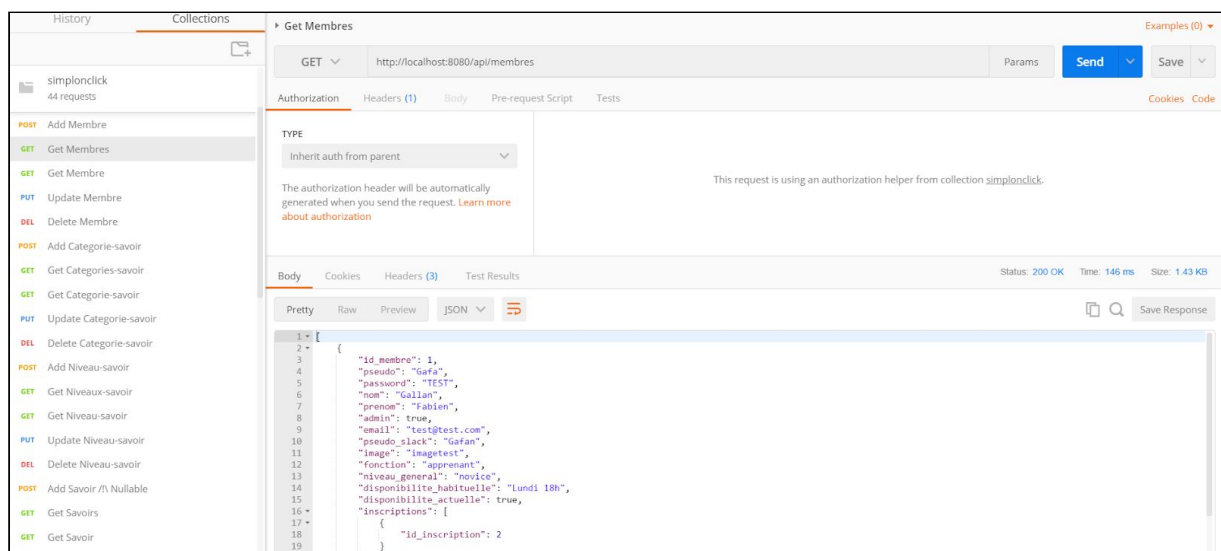 History Collections
simplonclick
44 requests
POST Add Membre
GET Get Membres
GET Get Membre
PUT Update Membre
DEL Delete Membre
POST Add Categorie-savoir
GET Get Categories-savoir
GET Get Categorie-savoir
PUT Update Categorie-savoir
DEL Delete Categorie-savoir
POST Add Niveau-savoir
GET Get Niveaux-savoir
GET Get Niveau-savoir
PUT Update Niveau-savoir
DEL Delete Niveau-savoir
POST Add Savoir /!\ Nullable
GET Get Savoirs
GET Get Savoir
Get Membres Examples (0)
GET http://localhost:8080/api/membres Params Send Save
Authorization Headers (1) Body Pre-request Script Tests Cookies Code
TYPE
Inherit auth from parent
The authorization header will be automatically
generated when you send the request. Learn more
about authorization
This request is using an authorization helper from collection simplonclick.
Body Cookies Headers (3) Test Results Status: 200 OK Time: 146 ms Size: 1.43 KB
Pretty Raw Preview JSON Save Response
1 [
2 {
3 "id_membre": 1,
4 "pseudo": "Gafa",
5 "password": "TEST",
6 "nom": "Gallan",
7 "prenom": "Fabien",
8 "admin": true,
9 "email": "test@test.com",
10 "pseudo_slack": "Gafan",
11 "image": "imagetest",
12 "fonction": "apprenant",
13 "niveau_general": "novice",
14 "disponibilite_habituelle": "Lundi 18h",
15 "disponibilite_actuelle": true,
16 "inscriptions": [
17 {
18 "id_inscription": 2
19 }